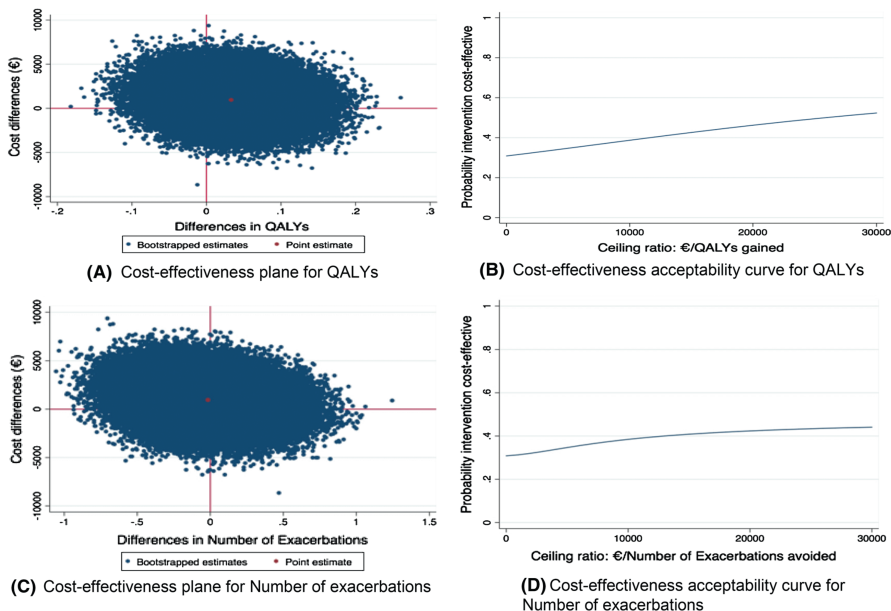 10000
5000
0
-5000
-10000
Cost differences (€)
-.2
-.1
0
.1
.2
.3
Differences in QALYs
Bootstrapped estimates
Point estimate
(A) Cost-effectiveness plane for QALYs
1
.8
.6
.4
.2
0
Probability intervention cost-effective
0
10000
20000
30000
Ceiling ratio: €/QALYs gained
(B) Cost-effectiveness acceptability curve for QALYs
10000
5000
0
-5000
-10000
Cost differences (€)
-1
-.5
0
.5
1
1.5
Differences in Number of Exacerbations
Bootstrapped estimates
Point estimate
(C) Cost-effectiveness plane for Number of exacerbations
1
.8
.6
.4
.2
0
Probability intervention cost-effective
0
10000
20000
30000
Ceiling ratio: €/Number of Exacerbations avoided
(D) Cost-effectiveness acceptability curve for
Number of exacerbations